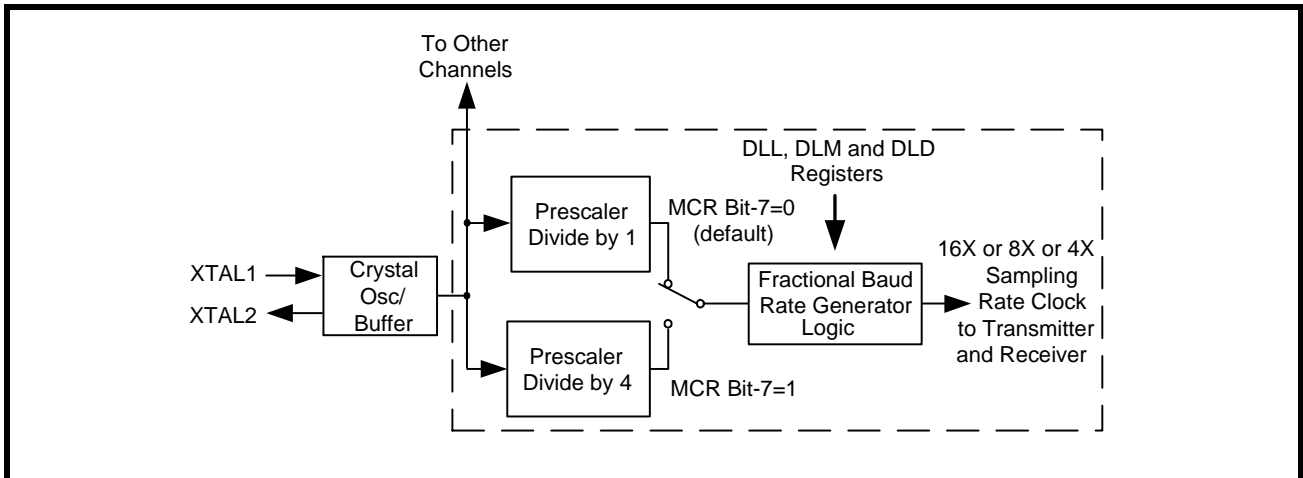 To Other
Channels
DLL, DLM and DLD
Registers
Prescaler
Divide by 1
MCR Bit-7=0
(default)
16X or 8X or 4X
Sampling
Rate Clock
to Transmitter
and Receiver
XTAL1
XTAL2
Crystal
Osc/
Buffer
Fractional Baud
Rate Generator
Logic
Prescaler
Divide by 4
MCR Bit-7=1